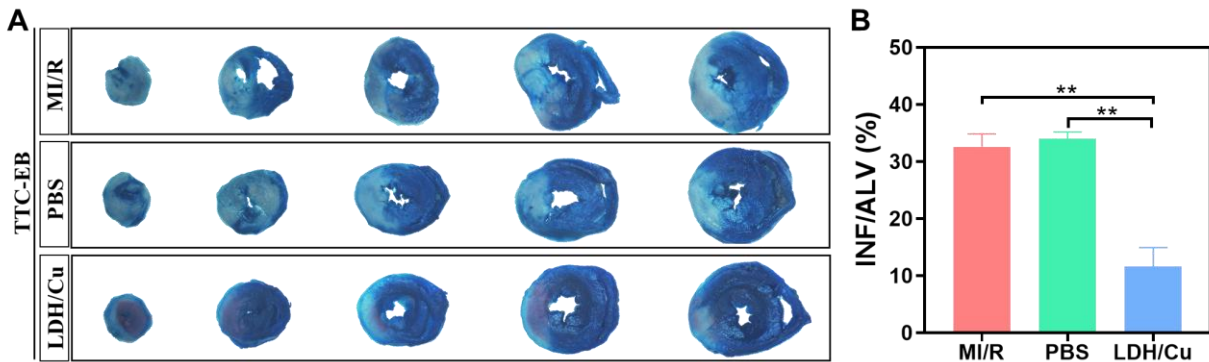 A
TTC-EB
MI/R
PBS
LDH/Cu
B
INF/ALV (%)
50
40
30
20
10
0
**
**
MI/R PBS LDH/Cu